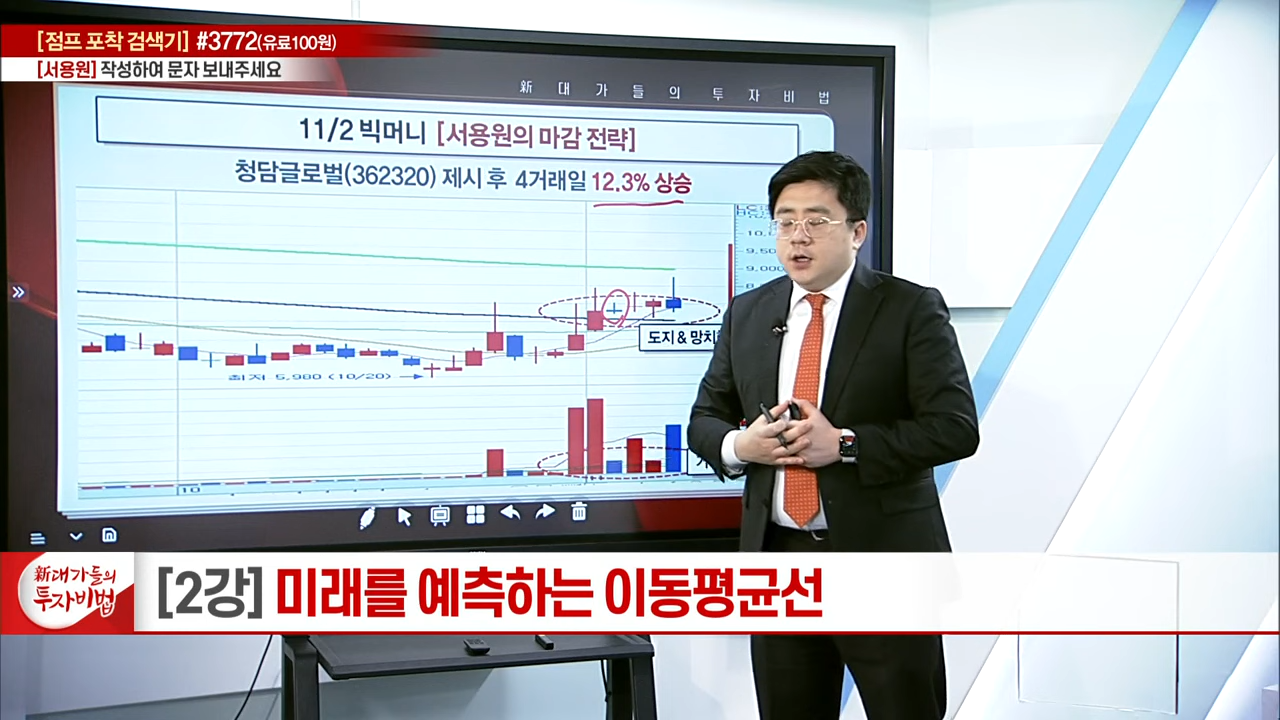 [점프 포착 검색기] #3772(유료100원)
[서용원] 작성하여 문자 보내주세요
新 대 가 들 의 투 자 비 법
11/2 빅머니 [서용원의 마감 전략]
청담글로벌(362320) 제시 후 4거래일 12.3% 상승
9,50
9,000
도지 & 망치
최저 5,980 (10/20)
10
新대가들의
투자비법
[2강] 미래를 예측하는 이동평균선